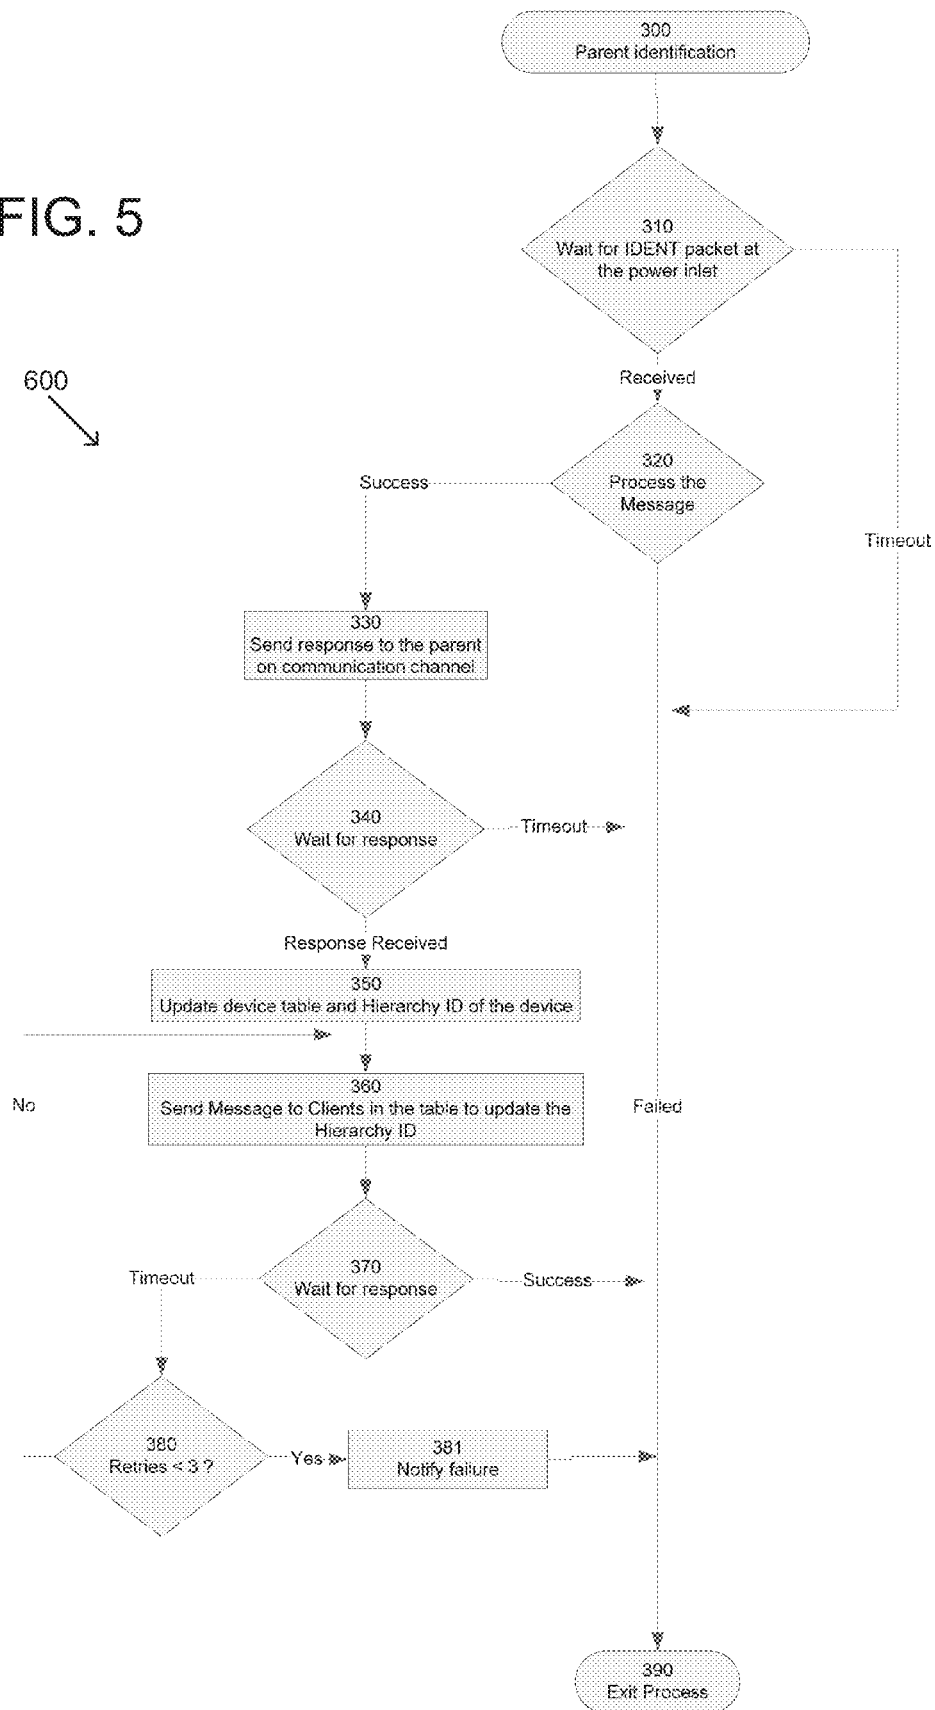 300
Parent identification
FIG. 5
310
Wait for IDENT packet at
the power inlet
600
Received
320
Process the
Message
Success
Timeout
330
Send response to the parent
on communication channel
340
Wait for response
Timeout
Response Received
350
Update device table and Hierarchy ID of the device
No
360
Send Message to Clients in the table to update the
Hierarchy ID
Failed
370
Wait for response
Timeout
Success
380
Retries < 3 ?
Yes
381
Notify failure
390
Exit Process